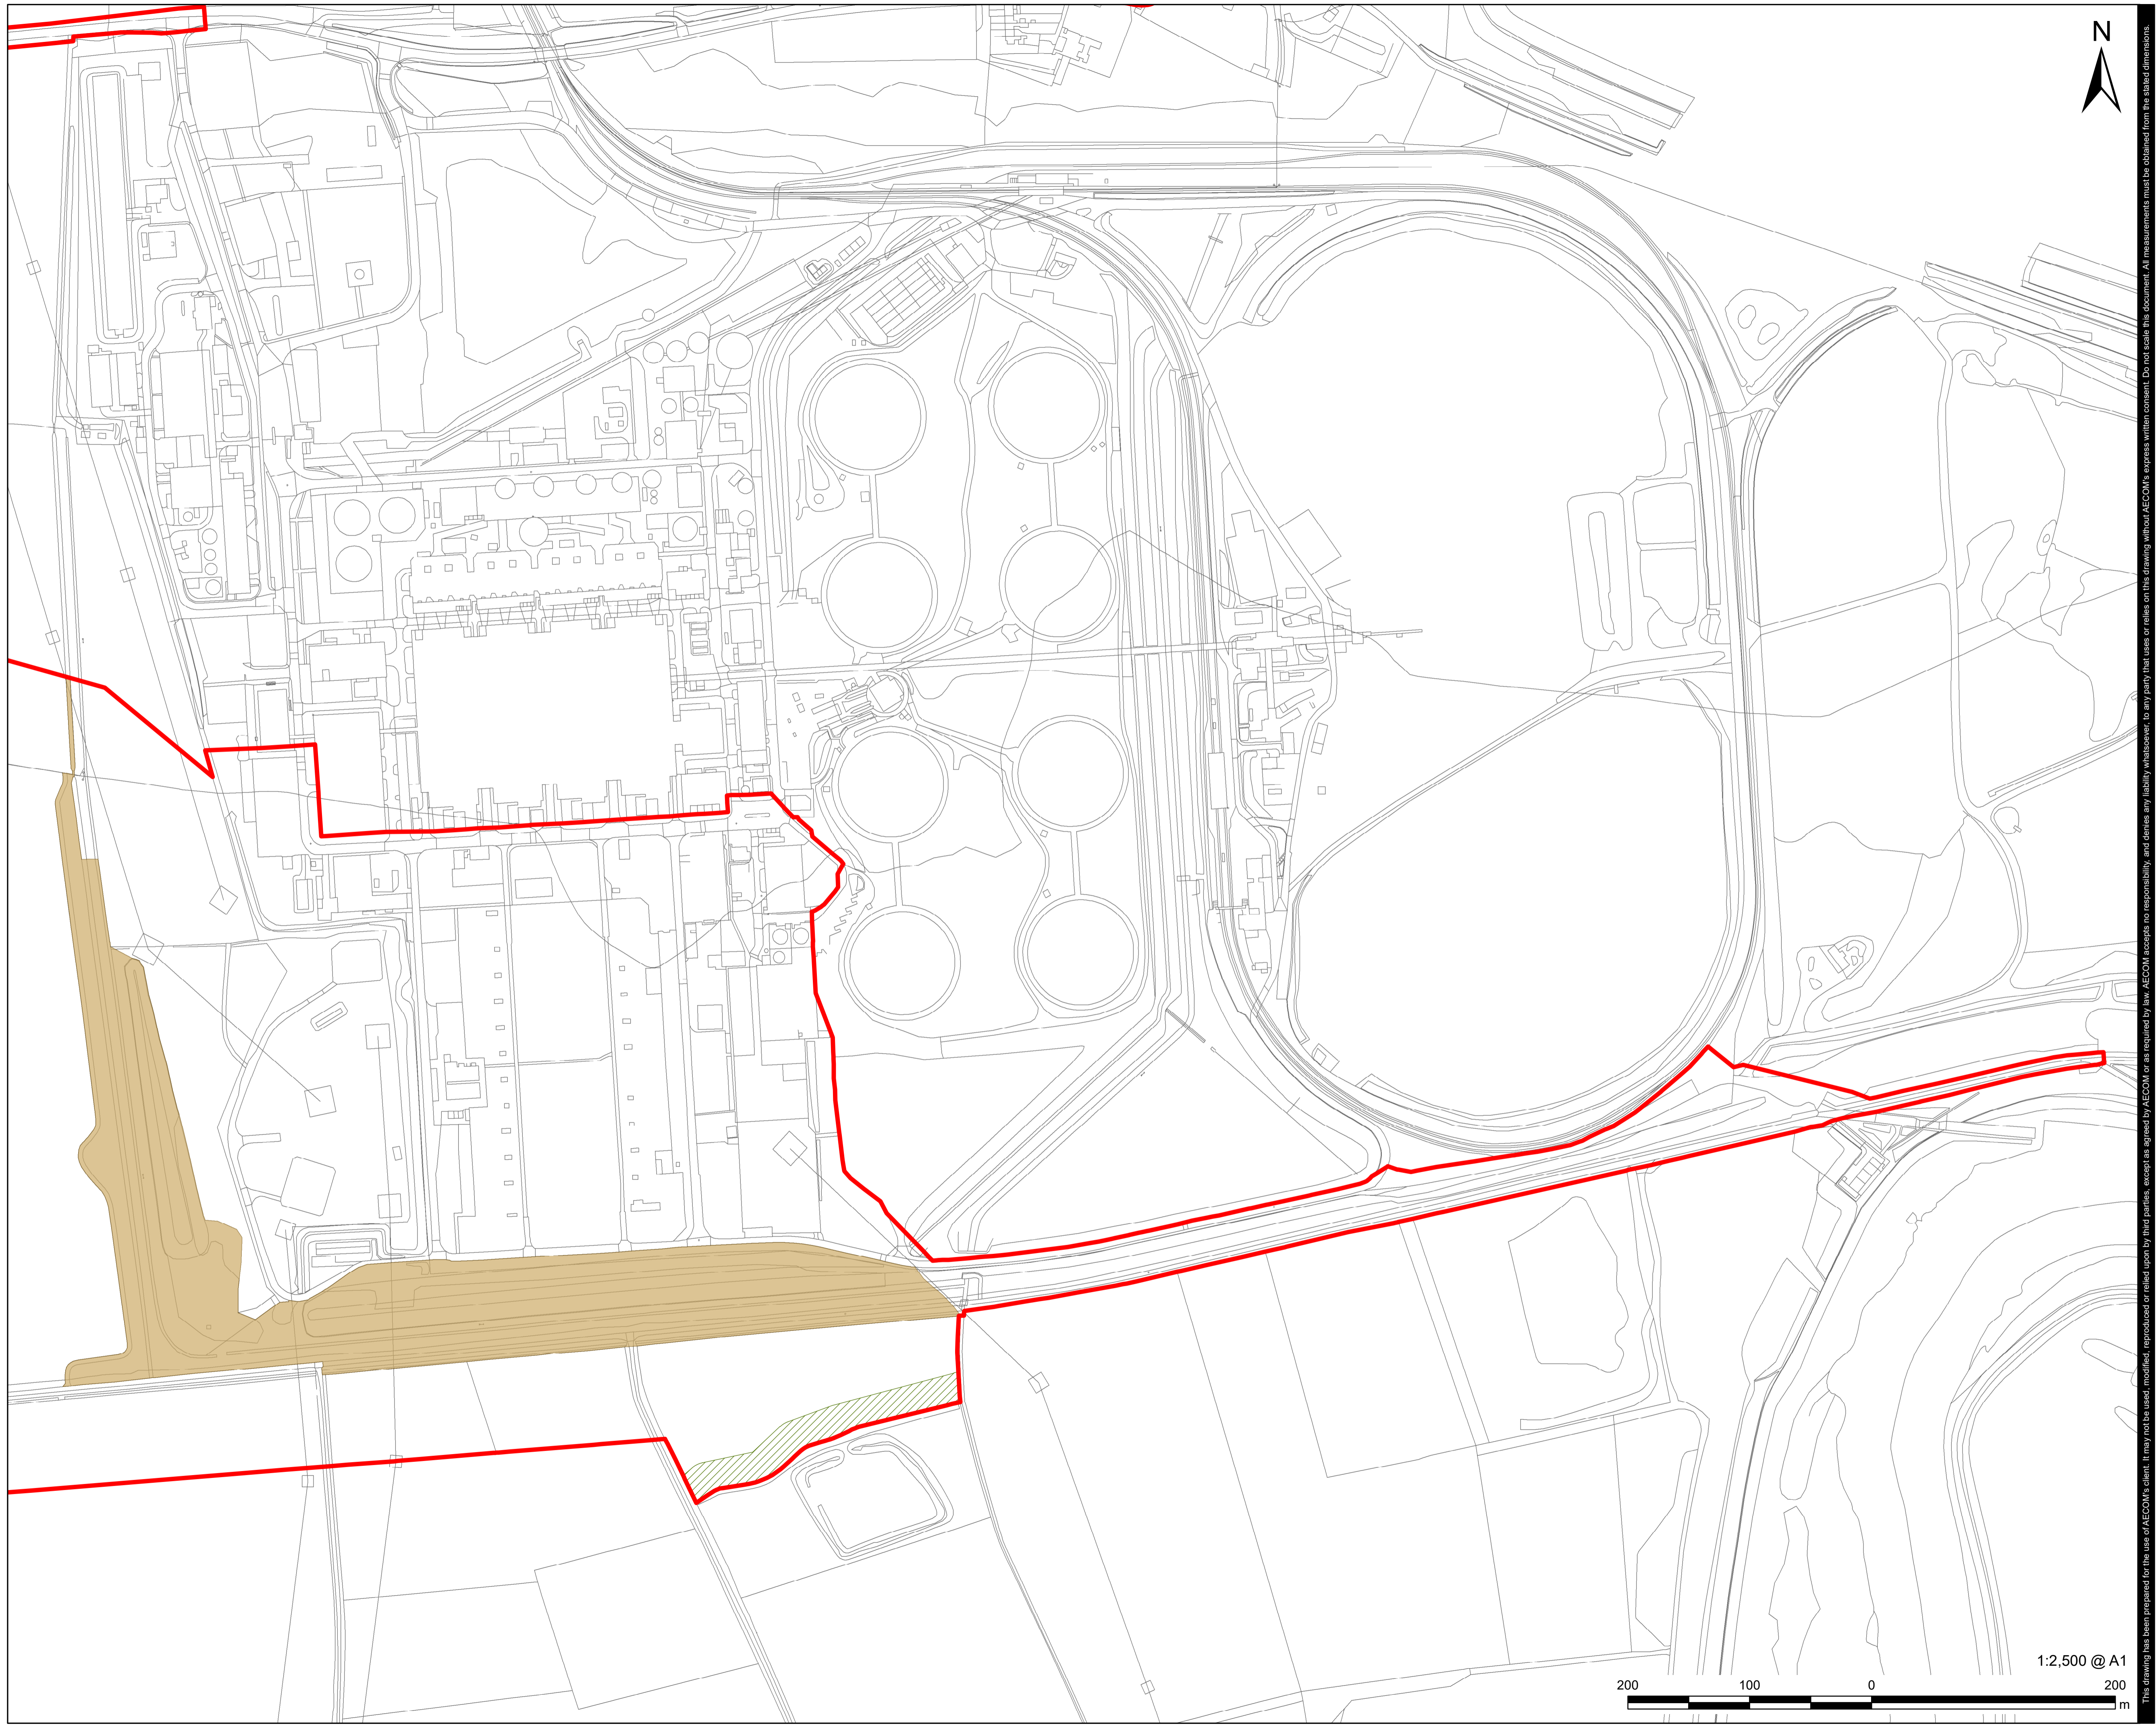 N
This drawing has been prepared for the use of AECOM's client. It may not be used, modified, reproduced or relied upon by third parties, except as agreed by AECOM or as required by law. AECOM accepts no responsibility, and denies any liability whatsoever, to any party that uses or relies on this drawing without AECOM's express written consent. Do not scale this document. All measurements must be obtained from the stated dimensions.
1:2,500 @ A1
200 100 0 200
m